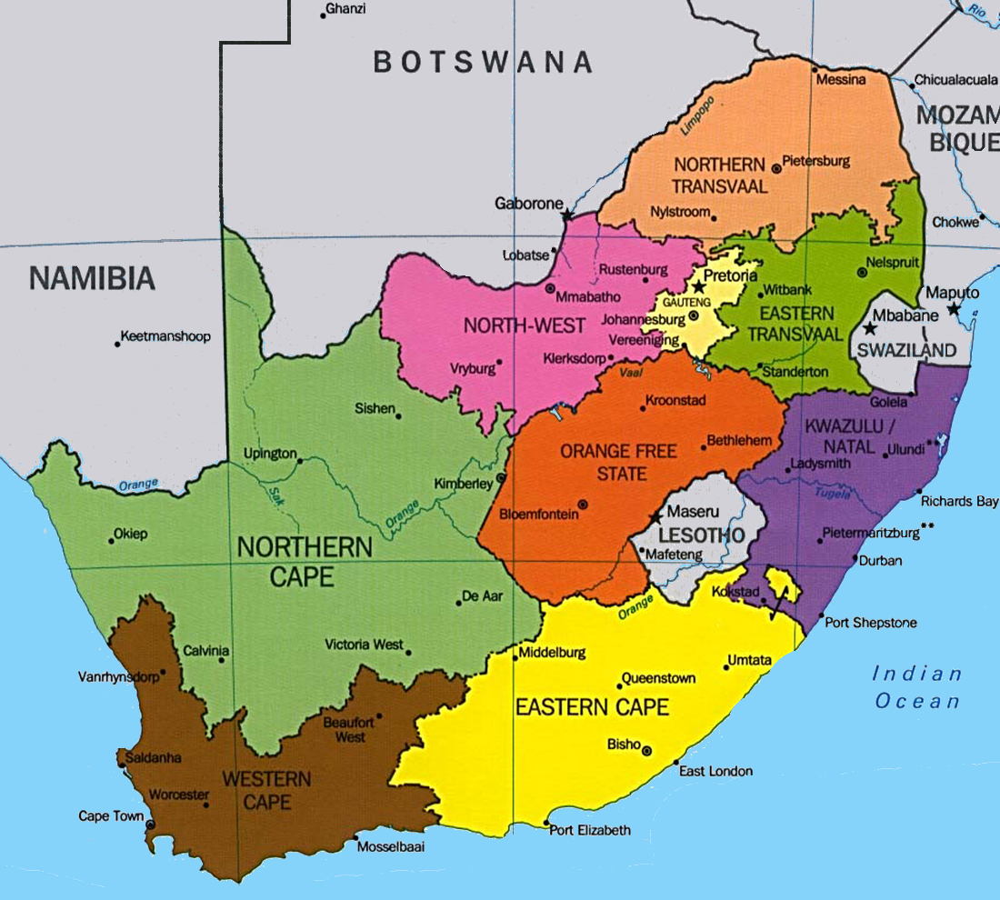 Ghanzi
Rio
BOTSWANA
Messina
Chicualacuala
Limpopo
MOZAM
BIQUE
NORTHERN
TRANSVAAL
Pietersburg
Gaborone
Nylstroom
Chokwe
Lobatse
NAMIBIA
Rustenburg
Pretoria
Nelspruit
Mmabatho
Witbank
Maputo
GAUTENG
Mbabane
NORTH-WEST
Johannesburg
EASTERN
TRANSVAAL
Keetmanshoop
Vereeniging
SWAZILAND
Klerksdorp
Vryburg
Vaal
Standerton
Sishen
Kroonstad
Golela
KWAZULU /
NATAL
Bethlehem
Ulundi **
ORANGE FREE
STATE
Upington
Ladysmith
Orange
Kimberley
Sak
Tugela
Richards Bay
Orange
Bloemfontein
Maseru
LESOTHO
Okiep
Pietermaritzburg **
NORTHERN
CAPE
Mafeteng
Durban
De Aar
Kokstad
Orange
Port Shepstone
Calvinia
Victoria West
Middelburg
Umtata
Vanrhynsdorp
Queenstown
Indian
Ocean
EASTERN CAPE
Beaufort
West
Bisho
Saldanha
East London
WESTERN
CAPE
Worcester
Cape Town
Port Elizabeth
Mosselbaai